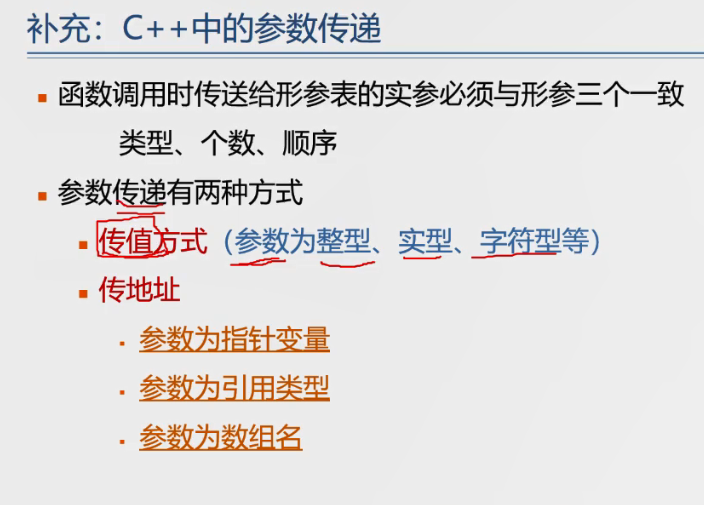 补充：C++中的参数传递
函数调用时传送给形参表的实参必须与形参三个一致
类型、个数、顺序
参数传递有两种方式
传值方式（参数为整型、实型、字符型等）
传地址
参数为指针变量
参数为引用类型
参数为数组名